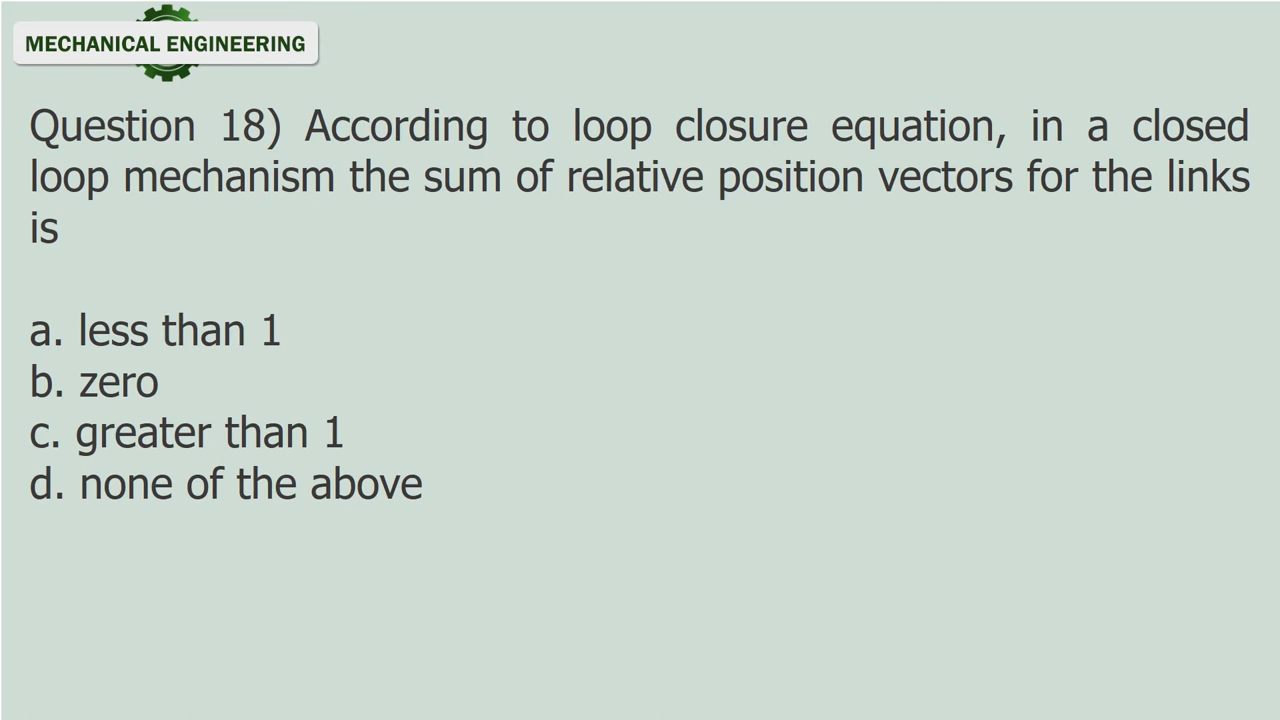 MECHANICAL ENGINEERING
Question 18) According to loop closure equation, in a closed
loop mechanism the sum of relative position vectors for the links
is
a. less than 1
b. zero
c. greater than 1
d. none of the above